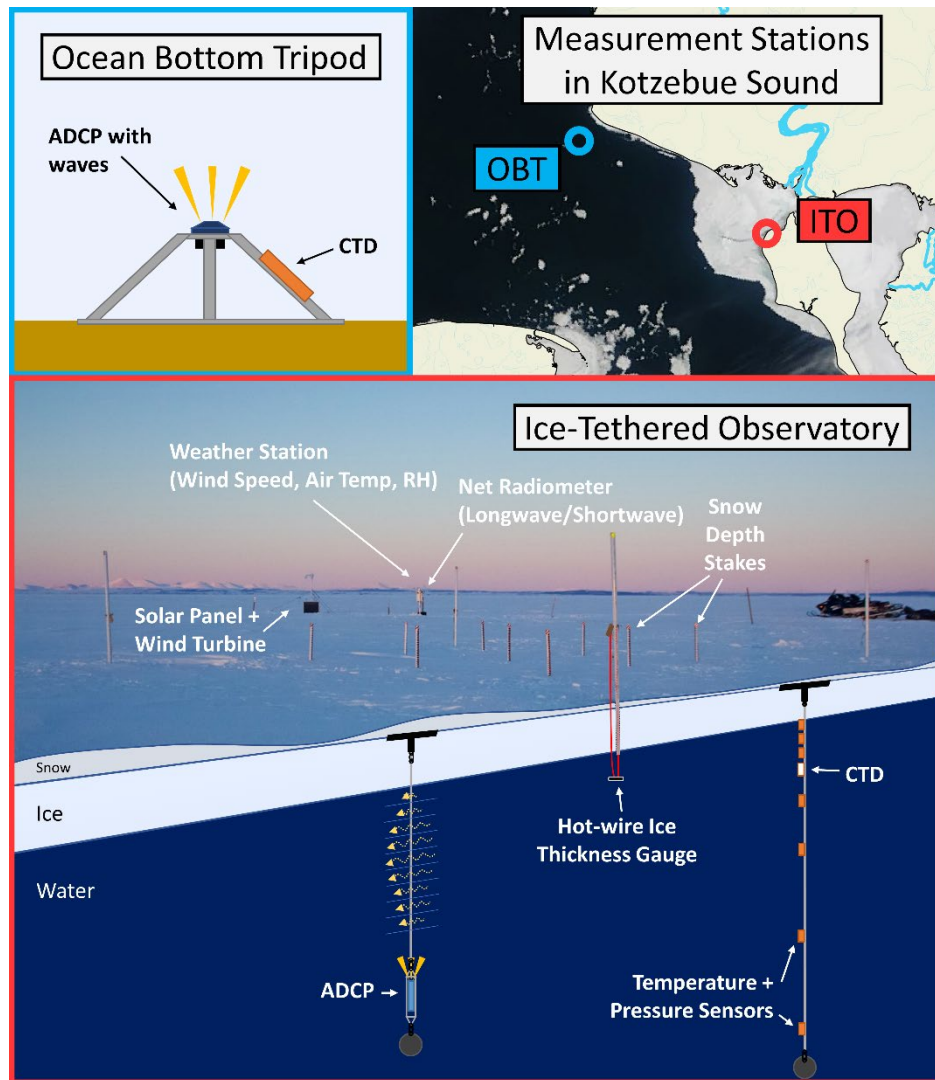 Ocean Bottom Tripod
ADCP with
waves
CTD
Measurement Stations
in Kotzebue Sound
OBT
ITO
Ice-Tethered Observatory
Weather Station
(Wind Speed, Air Temp, RH)
Net Radiometer
(Longwave/Shortwave)
Snow
Depth
Stakes
Solar Panel +
Wind Turbine
Snow
Ice
Water
CTD
Hot-wire Ice
Thickness Gauge
ADCP
Temperature +
Pressure Sensors